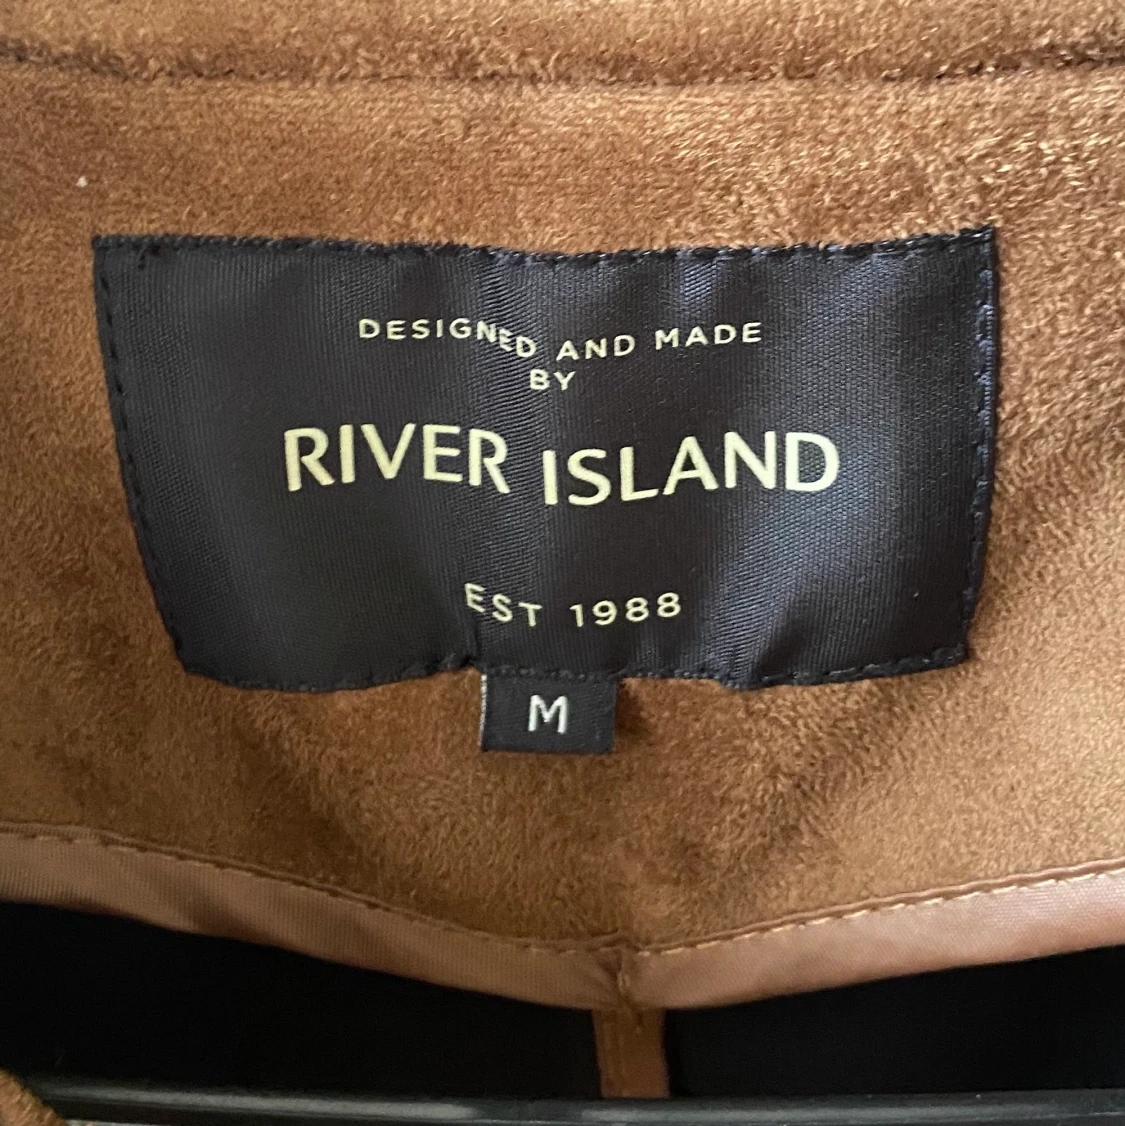 DESIGNED AND MADE
BY
RIVER ISLAND
EST 1988
M